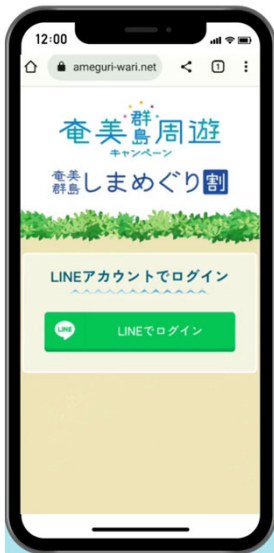 12:00
ameguri-wari.net
1
奄美群島周遊
キャンペーン
奄美群島しまめぐり割
LINEアカウントでログイン
LINE
LINEでログイン